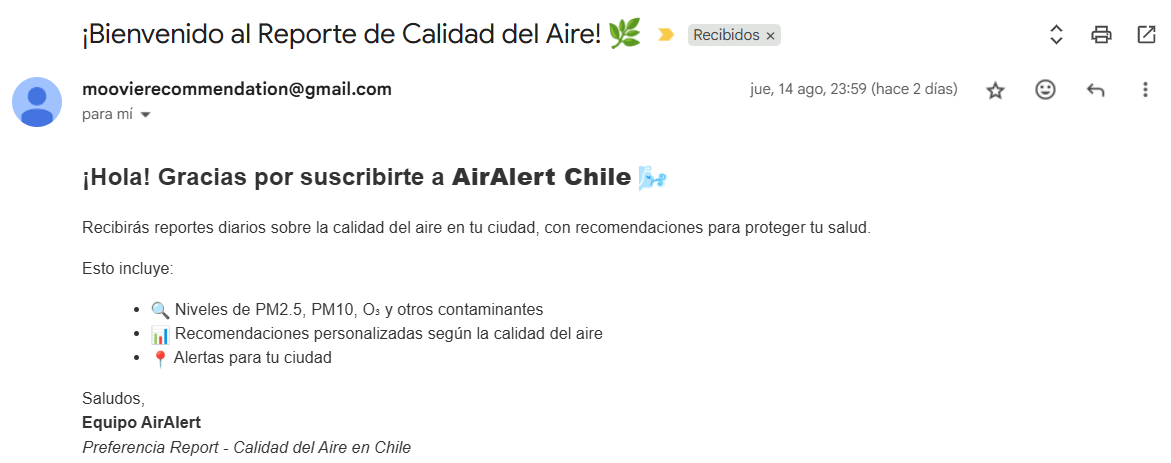 ¡Bienvenido al Reporte de Calidad del Aire! 🌿 Recibidos ×
moovierecommendation@gmail.com jue, 14 ago, 23:59 (hace 2 días)
para mí
¡Hola! Gracias por suscribirte a AirAlert Chile 🌬️
Recibirás reportes diarios sobre la calidad del aire en tu ciudad, con recomendaciones para proteger tu salud.
Esto incluye:
• 🔍 Niveles de PM2.5, PM10, O₃ y otros contaminantes
• 📊 Recomendaciones personalizadas según la calidad del aire
• 📍 Alertas para tu ciudad
Saludos,
Equipo AirAlert
Preferencia Report - Calidad del Aire en Chile